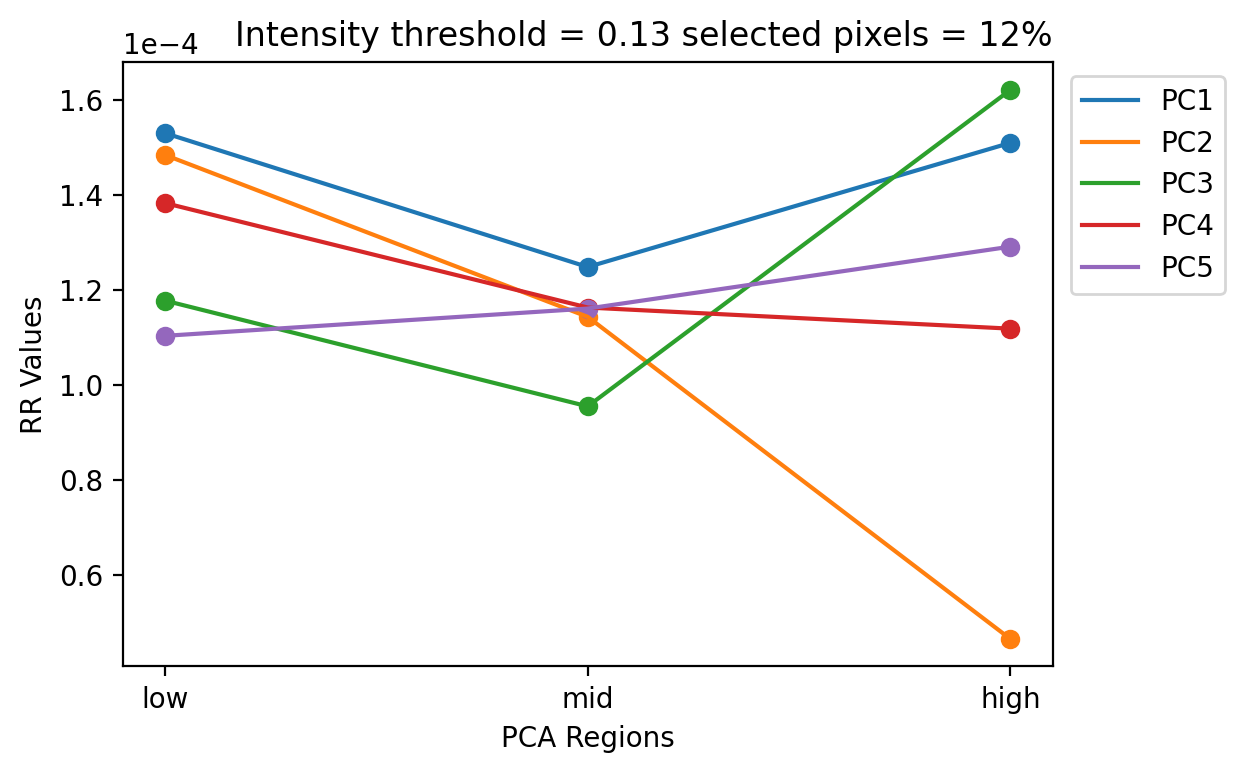 Intensity threshold = 0.13 selected pixels = 12%
1e−4
1.6
1.4
1.2
1.0
0.8
0.6
RR Values
low mid high
PCA Regions
PC1
PC2
PC3
PC4
PC5